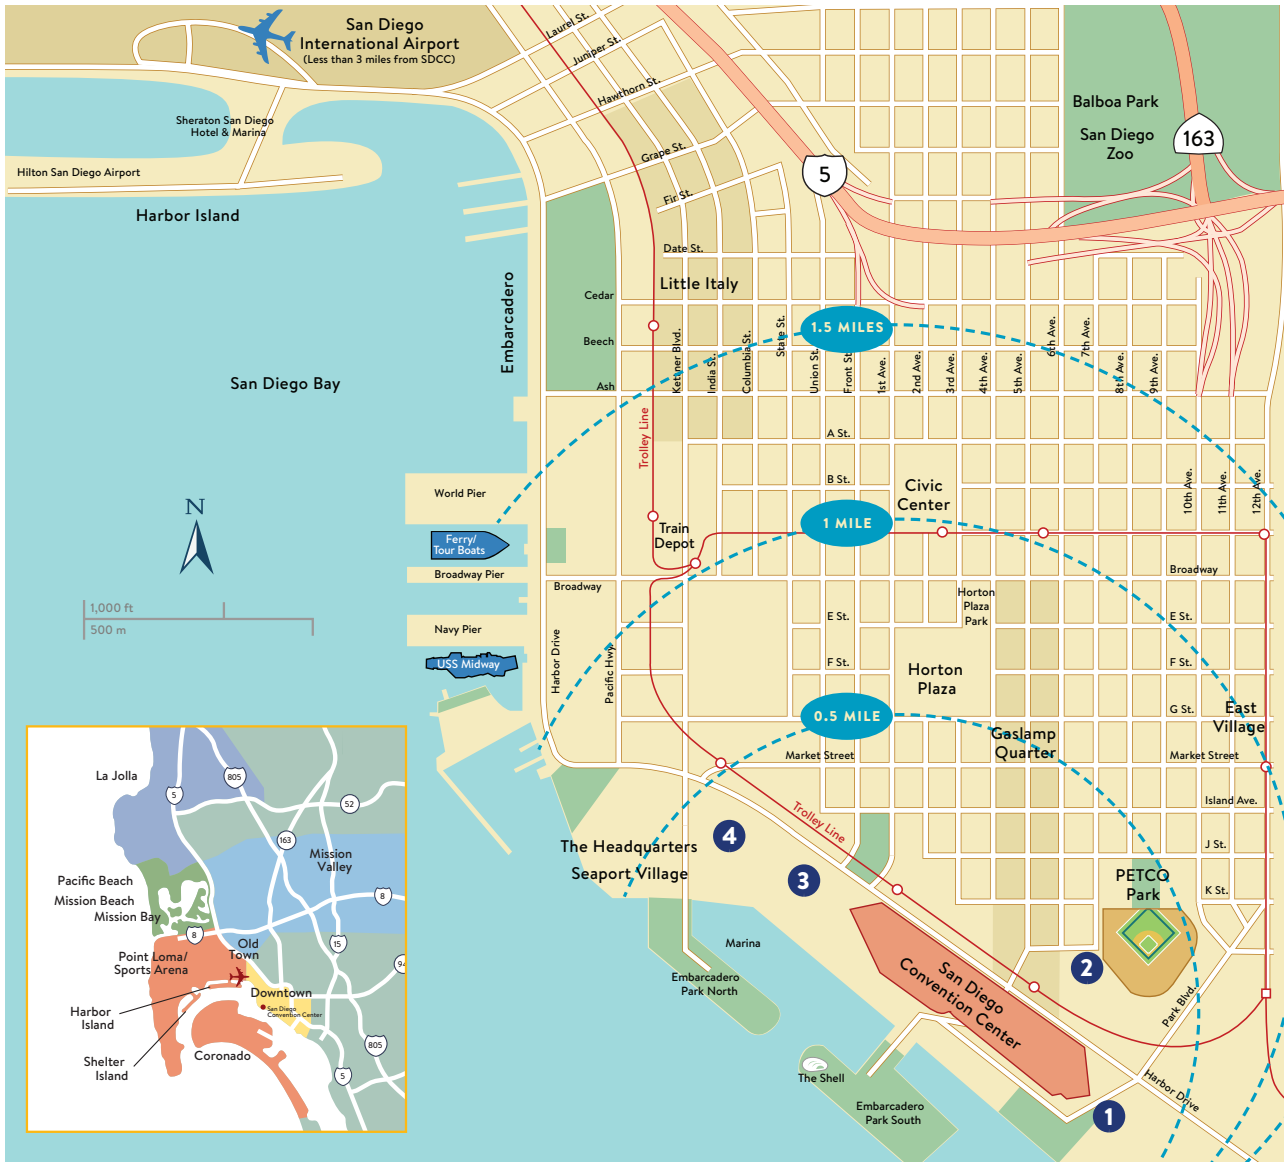 San Diego
International Airport
(Less than 3 miles from SDCC)
Laurel St.
Juniper St.
Hawthorn St.
Grape St.
Fir St.
Date St.
Sheraton San Diego
Hotel & Marina
Hilton San Diego Airport
Harbor Island
Balboa Park
San Diego
Zoo
163
5
Embarcadero
Little Italy
Cedar
Beech
Ash
San Diego Bay
1.5 MILES
Kettner Blvd.
India St.
Columbia St.
State St.
Union St.
Front St.
1st Ave.
2nd Ave.
3rd Ave.
4th Ave.
5th Ave.
6th Ave.
7th Ave.
8th Ave.
9th Ave.
10th Ave.
11th Ave.
12th Ave.
Trolley Line
A St.
B St.
Civic
Center
World Pier
N
Ferry/
Tour Boats
Broadway Pier
Train
Depot
1 MILE
Broadway
Broadway
1,000 ft
500 m
Navy Pier
USS Midway
Harbor Drive
Pacific Hwy.
Horton
Plaza
Park
E St.
E St.
F St.
F St.
Horton
Plaza
G St.
East
Village
0.5 MILE
Gaslamp
Quarter
Market Street
Market Street
Island Ave.
J St.
K St.
Trolley Line
The Headquarters
Seaport Village
4
3
PETCO
Park
2
Marina
Embarcadero
Park North
San Diego
Convention Center
Park Blvd.
Harbor Drive
The Shell
Embarcadero
Park South
1
La Jolla
5
805
52
163
Mission
Valley
Pacific Beach
Mission Beach
Mission Bay
8
8
15
94
Point Loma/
Sports Arena
Old
Town
Downtown
San Diego
Convention Center
Harbor
Island
Shelter
Island
Coronado
805
5